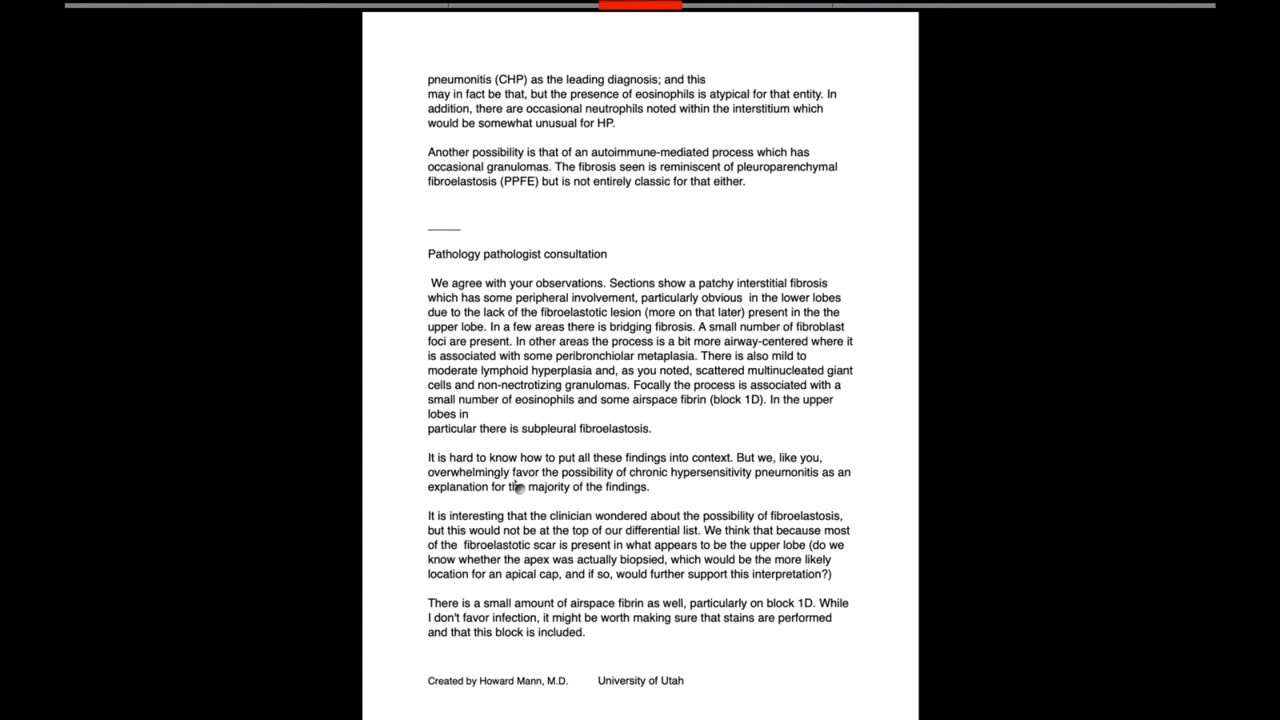 pneumonitis (CHP) as the leading diagnosis; and this
may in fact be that, but the presence of eosinophils is atypical for that entity. In
addition, there are occasional neutrophils noted within the interstitium which
would be somewhat unusual for HP.
Another possibility is that of an autoimmune-mediated process which has
occasional granulomas. The fibrosis seen is reminiscent of pleuroparenchymal
fibroelastosis (PPFE) but is not entirely classic for that either.
Pathology pathologist consultation
We agree with your observations. Sections show a patchy interstitial fibrosis
which has some peripheral involvement, particularly obvious in the lower lobes
due to the lack of the fibroelastotic lesion (more on that later) present in the the
upper lobe. In a few areas there is bridging fibrosis. A small number of fibroblast
foci are present. In other areas the process is a bit more airway-centered where it
is associated with some peribronchiolar metaplasia. There is also mild to
moderate lymphoid hyperplasia and, as you noted, scattered multinucleated giant
cells and non-nectrotizing granulomas. Focally the process is associated with a
small number of eosinophils and some airspace fibrin (block 1D). In the upper
lobes in
particular there is subpleural fibroelastosis.
It is hard to know how to put all these findings into context. But we, like you,
overwhelmingly favor the possibility of chronic hypersensitivity pneumonitis as an
explanation for the majority of the findings.
It is interesting that the clinician wondered about the possibility of fibroelastosis,
but this would not be at the top of our differential list. We think that because most
of the fibroelastotic scar is present in what appears to be the upper lobe (do we
know whether the apex was actually biopsied, which would be the more likely
location for an apical cap, and if so, would further support this interpretation?)
There is a small amount of airspace fibrin as well, particularly on block 1D. While
I don't favor infection, it might be worth making sure that stains are performed
and that this block is included.
Created by Howard Mann, M.D. University of Utah